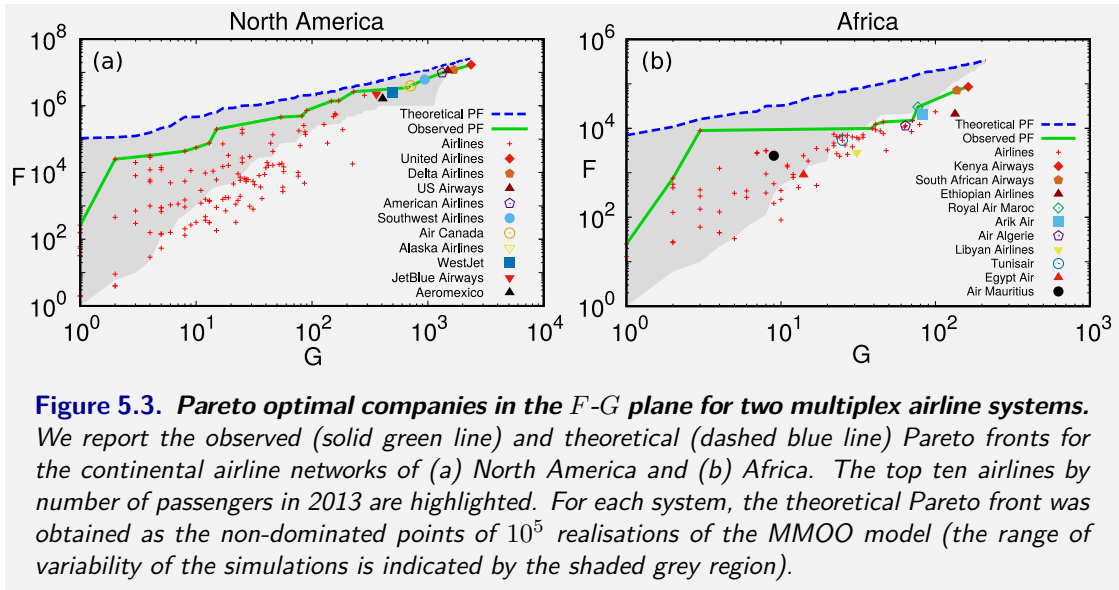 North America
Africa
(a)
10^8
10^6
10^4
10^2
10^0
F
10^0 10^1 10^2 10^3 10^4
G
Theoretical PF
Observed PF
Airlines
United Airlines
Delta Airlines
US Airways
American Airlines
Southwest Airlines
Air Canada
Alaska Airlines
WestJet
JetBlue Airways
Aeromexico
(b)
10^6
10^4
10^2
10^0
F
10^0 10^1 10^2 10^3
G
Theoretical PF
Observed PF
Airlines
Kenya Airways
South African Airways
Ethiopian Airlines
Royal Air Maroc
Arik Air
Air Algerie
Libyan Airlines
Tunisair
Egypt Air
Air Mauritius
Figure 5.3. Pareto optimal companies in the F-G plane for two multiplex airline systems.
We report the observed (solid green line) and theoretical (dashed blue line) Pareto fronts for
the continental airline networks of (a) North America and (b) Africa. The top ten airlines by
number of passengers in 2013 are highlighted. For each system, the theoretical Pareto front was
obtained as the non-dominated points of 10^5 realisations of the MMOO model (the range of
variability of the simulations is indicated by the shaded grey region).